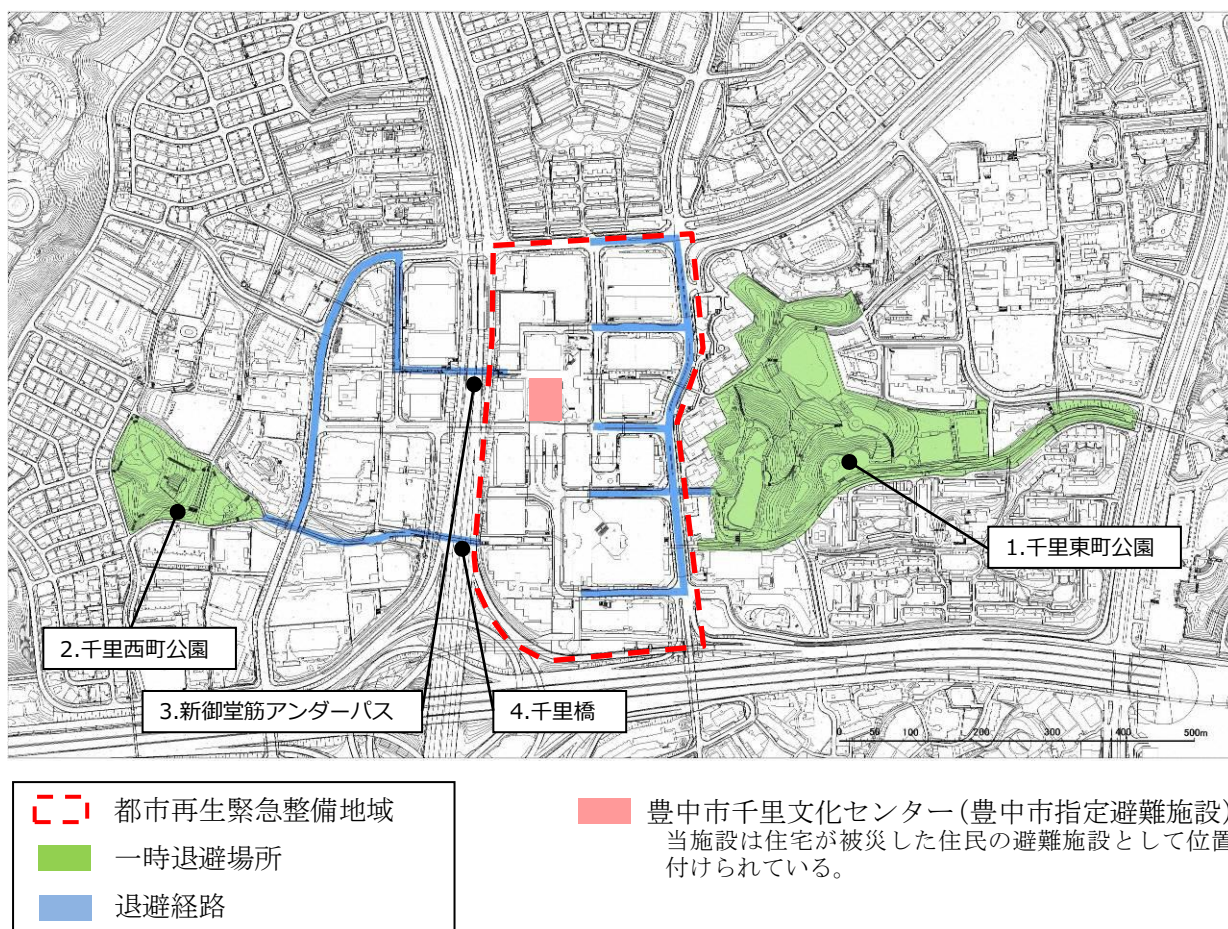 1.千里東町公園
2.千里西町公園
3.新御堂筋アンダーパス
4.千里橋
0 50 100 200 300 400 500m
都市再生緊急整備地域
一時退避場所
退避経路
豊中市千里文化センター(豊中市指定避難施設)
当施設は住宅が被災した住民の避難施設として位置
付けられている。